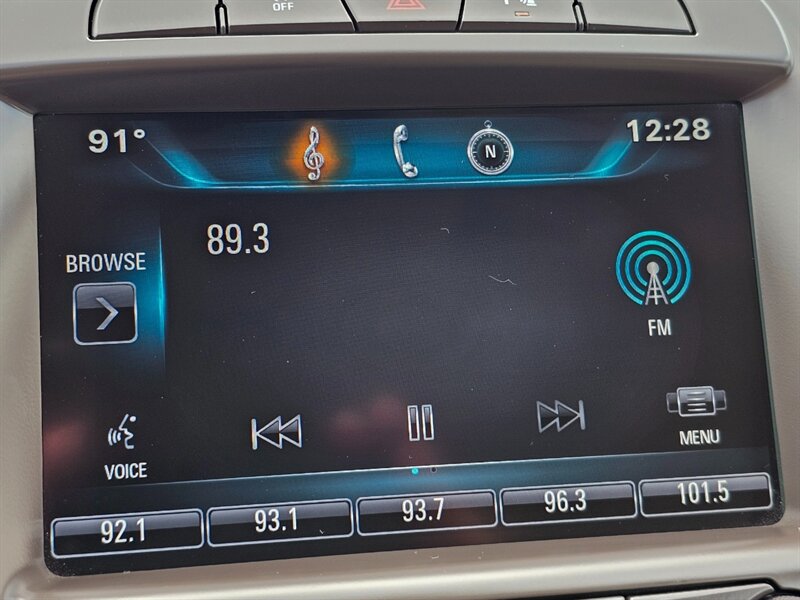 OFF
91°
N
12:28
89.3
BROWSE
FM
VOICE
MENU
92.1
93.1
93.7
96.3
101.5